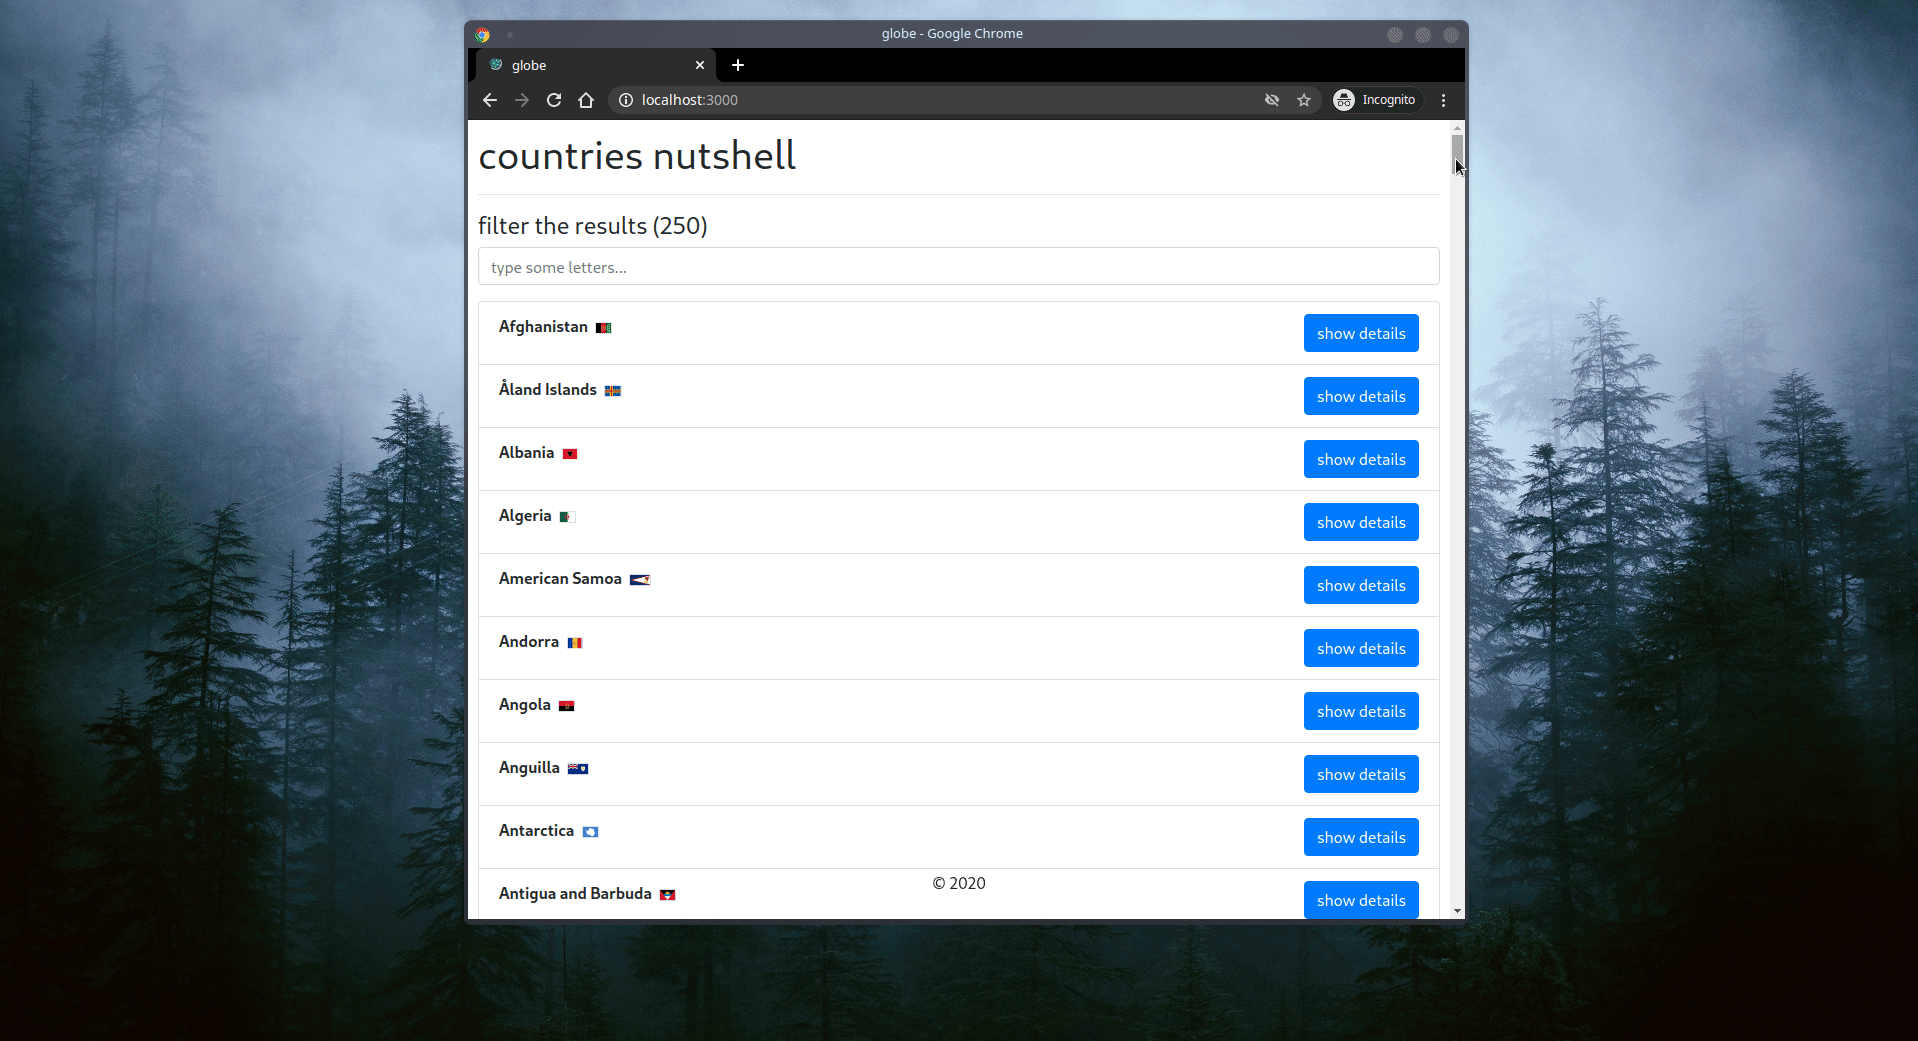 globe - Google Chrome
globe
localhost:3000
Incognito
countries nutshell
filter the results (250)
type some letters...
Afghanistan show details
Åland Islands show details
Albania show details
Algeria show details
American Samoa show details
Andorra show details
Angola show details
Anguilla show details
Antarctica show details
© 2020
Antigua and Barbuda show details